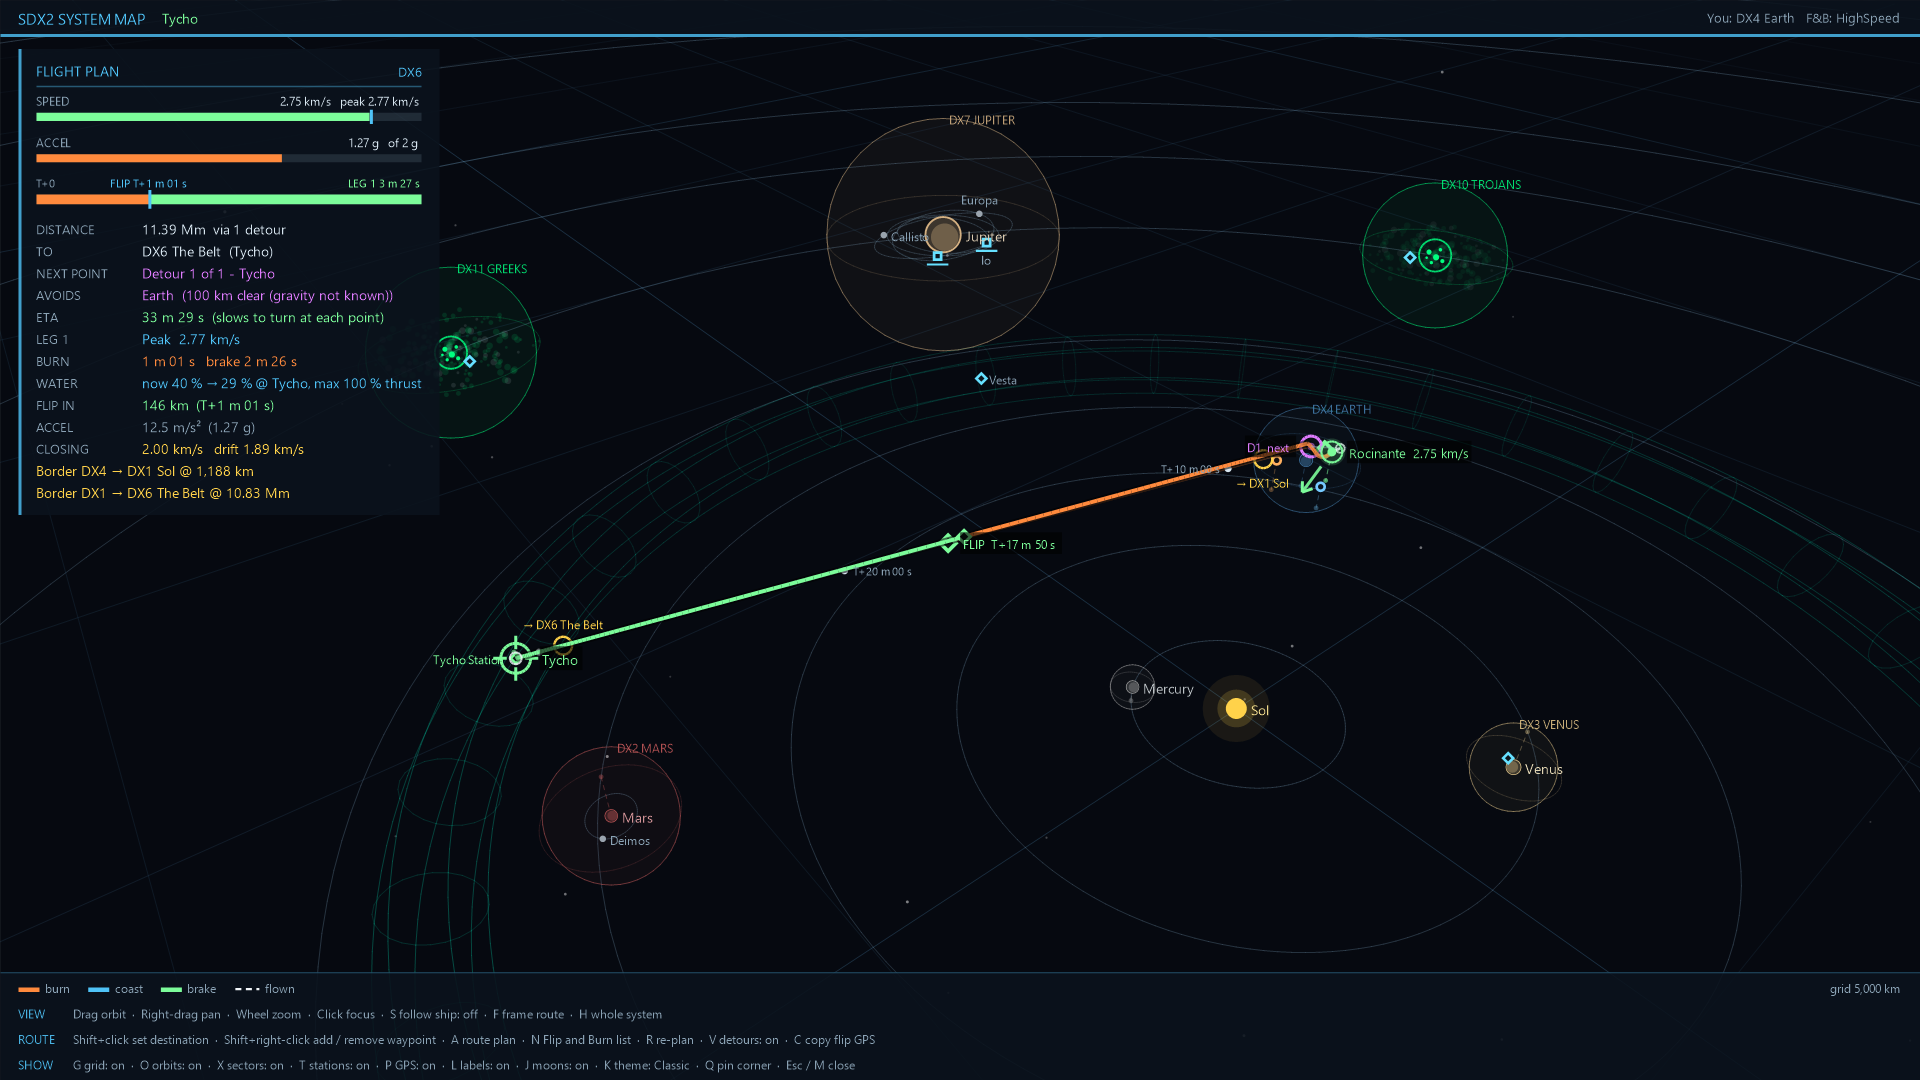 SDX2 SYSTEM MAP Tycho
You: DX4 Earth F&B: HighSpeed
FLIGHT PLAN DX6
SPEED 2.75 km/s peak 2.77 km/s
ACCEL 1.27 g of 2 g
T+0 FLIP T+1 m 01 s LEG 1 3 m 27 s
DISTANCE 11.39 Mm via 1 detour
TO DX6 The Belt (Tycho)
NEXT POINT Detour 1 of 1 - Tycho
AVOIDS Earth (100 km clear (gravity not known))
ETA 33 m 29 s (slows to turn at each point)
LEG 1 Peak 2.77 km/s
BURN 1 m 01 s brake 2 m 26 s
WATER now 40 % → 29 % @ Tycho, max 100 % thrust
FLIP IN 146 km (T+1 m 01 s)
ACCEL 12.5 m/s² (1.27 g)
CLOSING 2.00 km/s drift 1.89 km/s
Border DX4 → DX1 Sol @ 1,188 km
Border DX1 → DX6 The Belt @ 10.83 Mm
DX7 JUPITER
Europa
Callisto
Jupiter
Io
DX10 TROJANS
DX11 GREEKS
Vesta
DX4 EARTH
D1 next
Rocinante 2.75 km/s
T+10 m 00 s
→ DX1 Sol
FLIP T+17 m 50 s
T+20 m 00 s
→ DX6 The Belt
Tycho Station
Tycho
Mercury
Sol
DX3 VENUS
Venus
DX2 MARS
Mars
Deimos
burn coast brake flown
grid 5,000 km
VIEW Drag orbit · Right-drag pan · Wheel zoom · Click focus · S follow ship: off · F frame route · H whole system
ROUTE Shift+click set destination · Shift+right-click add / remove waypoint · A route plan · N Flip and Burn list · R re-plan · V detours: on · C copy flip GPS
SHOW G grid: on · O orbits: on · X sectors: on · T stations: on · P GPS: on · L labels: on · J moons: on · K theme: Classic · Q pin corner · Esc / M close